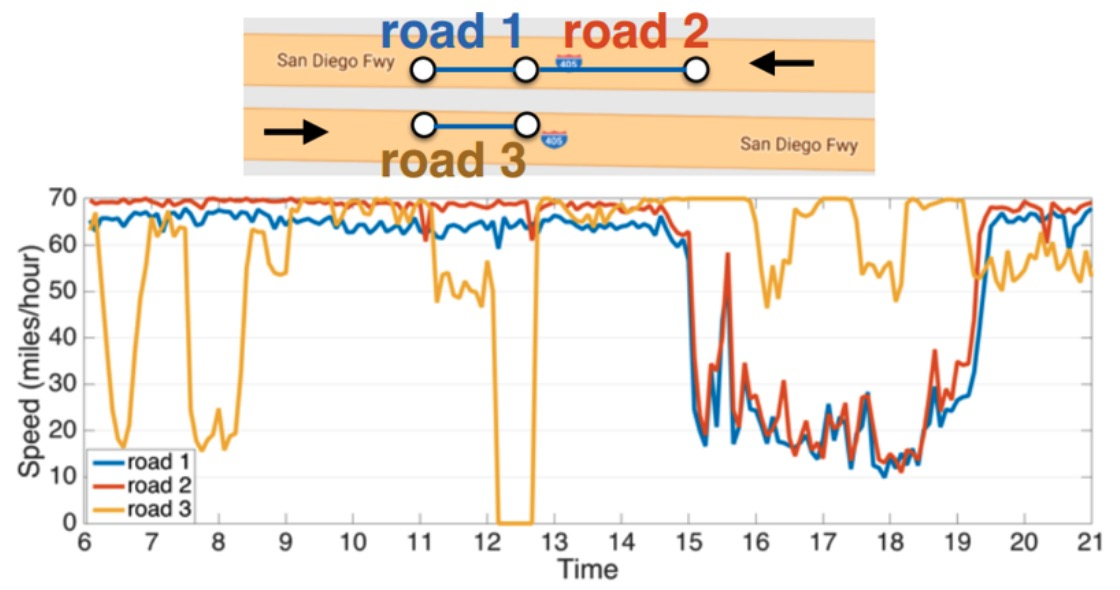 road 1 road 2
San Diego Fwy
405
405
San Diego Fwy
road 3
70
60
50
40
30
20
10
0
Speed (miles/hour)
road 1
road 2
road 3
6 7 8 9 10 11 12 13 14 15 16 17 18 19 20 21
Time